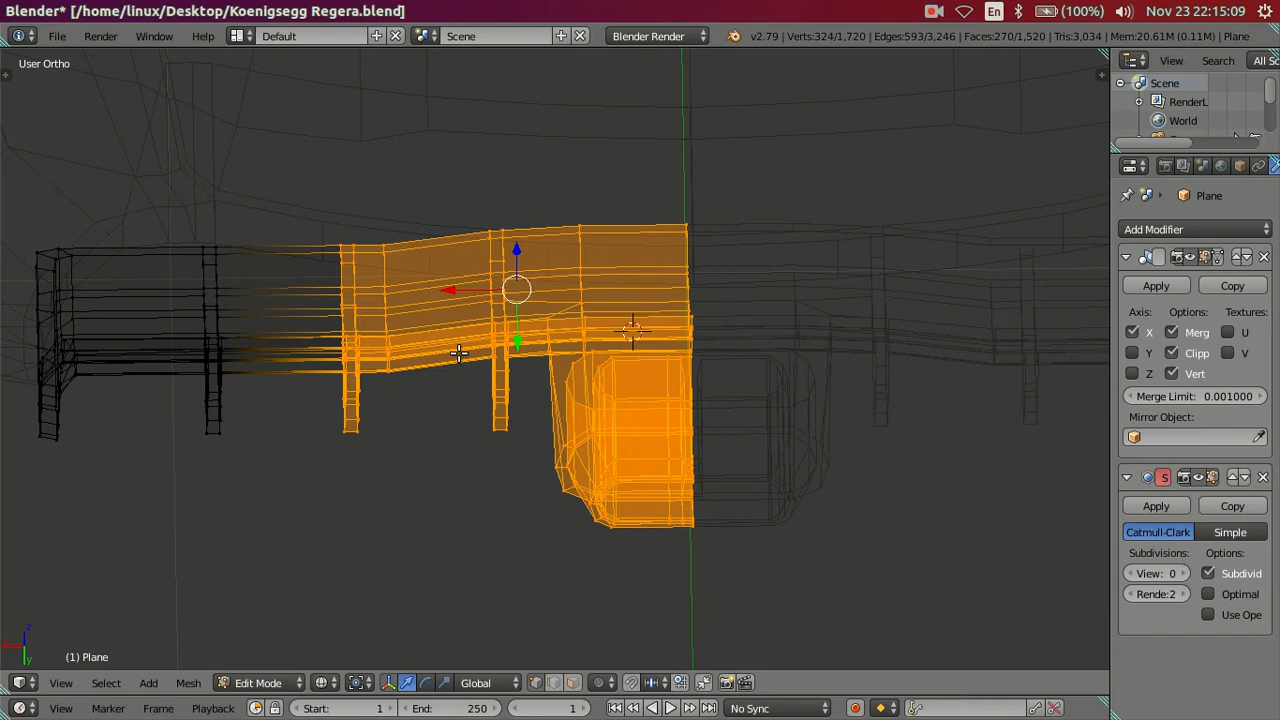 Blender* [/home/linux/Desktop/Koenigsegg Regera.blend]
En (100%) Nov 23 22:15:09
File Render Window Help Default Scene Blender Render v2.79 | Verts:324/1,720 | Edges:593/3,246 | Faces:270/1,520 | Tris:3,034 | Mem:20.61M (0.11M) | Plane
User Ortho
View Search All Sc
Scene
RenderL
World
Plane
Add Modifier
Apply Copy
Axis: Options: Textures:
X Merg U
Y Clipp V
Z Vert
Merge Limit: 0.001000
Mirror Object:
S
Apply Copy
Catmull-Clark Simple
Subdivisions: Options:
View: 0 Subdivid
Rende:2 Optimal
Use Ope
z
x
y
(1) Plane
View Select Add Mesh Edit Mode Global
View Marker Frame Playback Start: 1 End: 250 1 No Sync